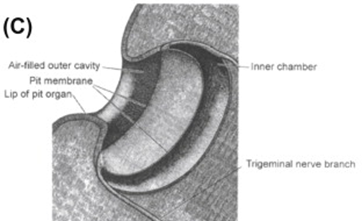 (C)
Air-filled outer cavity
Pit membrane
Lip of pit organ
Inner chamber
Trigeminal nerve branch